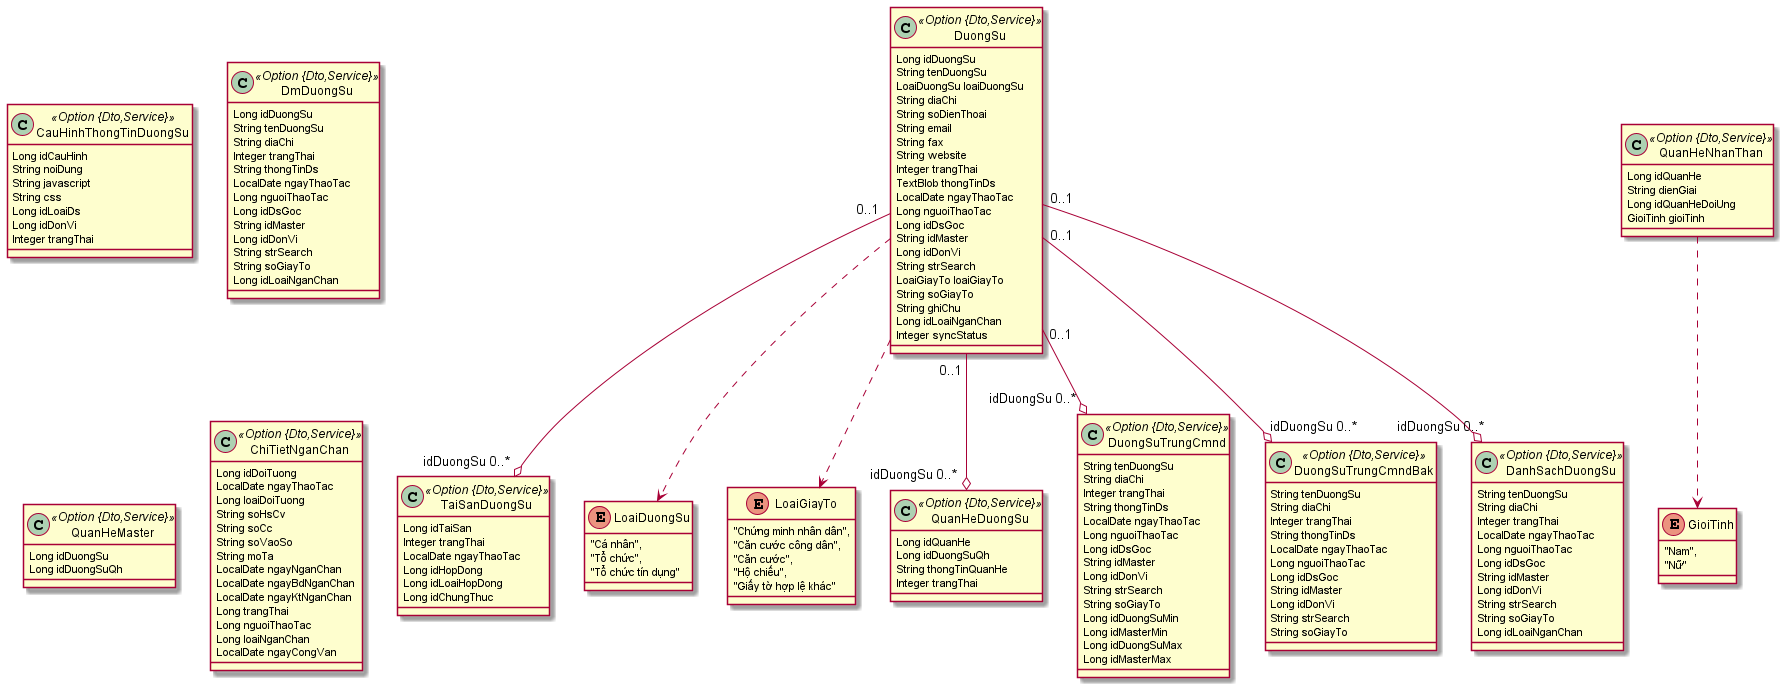 C «Option {Dto,Service}»
CauHinhThongTinDuongSu
Long idCauHinh
String noiDung
String javascript
String css
Long idLoaiDs
Long idDonVi
Integer trangThai
C «Option {Dto,Service}»
DmDuongSu
Long idDuongSu
String tenDuongSu
String diaChi
Integer trangThai
String thongTinDs
LocalDate ngayThaoTac
Long nguoiThaoTac
Long idDsGoc
String idMaster
Long idDonVi
String strSearch
String soGiayTo
Long idLoaiNganChan
C «Option {Dto,Service}»
DuongSu
Long idDuongSu
String tenDuongSu
LoaiDuongSu loaiDuongSu
String diaChi
String soDienThoai
String email
String fax
String website
Integer trangThai
TextBlob thongTinDs
LocalDate ngayThaoTac
Long nguoiThaoTac
Long idDsGoc
String idMaster
Long idDonVi
String strSearch
LoaiGiayTo loaiGiayTo
String soGiayTo
String ghiChu
Long idLoaiNganChan
Integer syncStatus
C «Option {Dto,Service}»
QuanHeNhanThan
Long idQuanHe
String dienGiai
Long idQuanHeDoiUng
GioiTinh gioiTinh
0..1
0..1
0..1
0..1
0..1
idDuongSu 0..*
idDuongSu 0..*
idDuongSu 0..*
idDuongSu 0..*
idDuongSu 0..*
C «Option {Dto,Service}»
QuanHeMaster
Long idDuongSu
Long idDuongSuQh
C «Option {Dto,Service}»
ChiTietNganChan
Long idDoiTuong
LocalDate ngayThaoTac
Long loaiDoiTuong
String soHsCv
String soCc
String soVaoSo
String moTa
LocalDate ngayNganChan
LocalDate ngayBdNganChan
LocalDate ngayKtNganChan
Long trangThai
Long nguoiThaoTac
Long loaiNganChan
LocalDate ngayCongVan
C «Option {Dto,Service}»
TaiSanDuongSu
Long idTaiSan
Integer trangThai
LocalDate ngayThaoTac
Long idHopDong
Long idLoaiHopDong
Long idChungThuc
E LoaiDuongSu
"Cá nhân",
"Tổ chức",
"Tổ chức tín dụng"
E LoaiGiayTo
"Chứng minh nhân dân",
"Căn cước công dân",
"Căn cước",
"Hộ chiếu",
"Giấy tờ hợp lệ khác"
C «Option {Dto,Service}»
QuanHeDuongSu
Long idQuanHe
Long idDuongSuQh
String thongTinQuanHe
Integer trangThai
C «Option {Dto,Service}»
DuongSuTrungCmnd
String tenDuongSu
String diaChi
Integer trangThai
String thongTinDs
LocalDate ngayThaoTac
Long nguoiThaoTac
Long idDsGoc
String idMaster
Long idDonVi
String strSearch
String soGiayTo
Long idDuongSuMin
Long idMasterMin
Long idDuongSuMax
Long idMasterMax
C «Option {Dto,Service}»
DuongSuTrungCmndBak
String tenDuongSu
String diaChi
Integer trangThai
String thongTinDs
LocalDate ngayThaoTac
Long nguoiThaoTac
Long idDsGoc
String idMaster
Long idDonVi
String strSearch
String soGiayTo
C «Option {Dto,Service}»
DanhSachDuongSu
String tenDuongSu
String diaChi
Integer trangThai
LocalDate ngayThaoTac
Long nguoiThaoTac
Long idDsGoc
String idMaster
Long idDonVi
String strSearch
String soGiayTo
Long idLoaiNganChan
E GioiTinh
"Nam",
"Nữ"